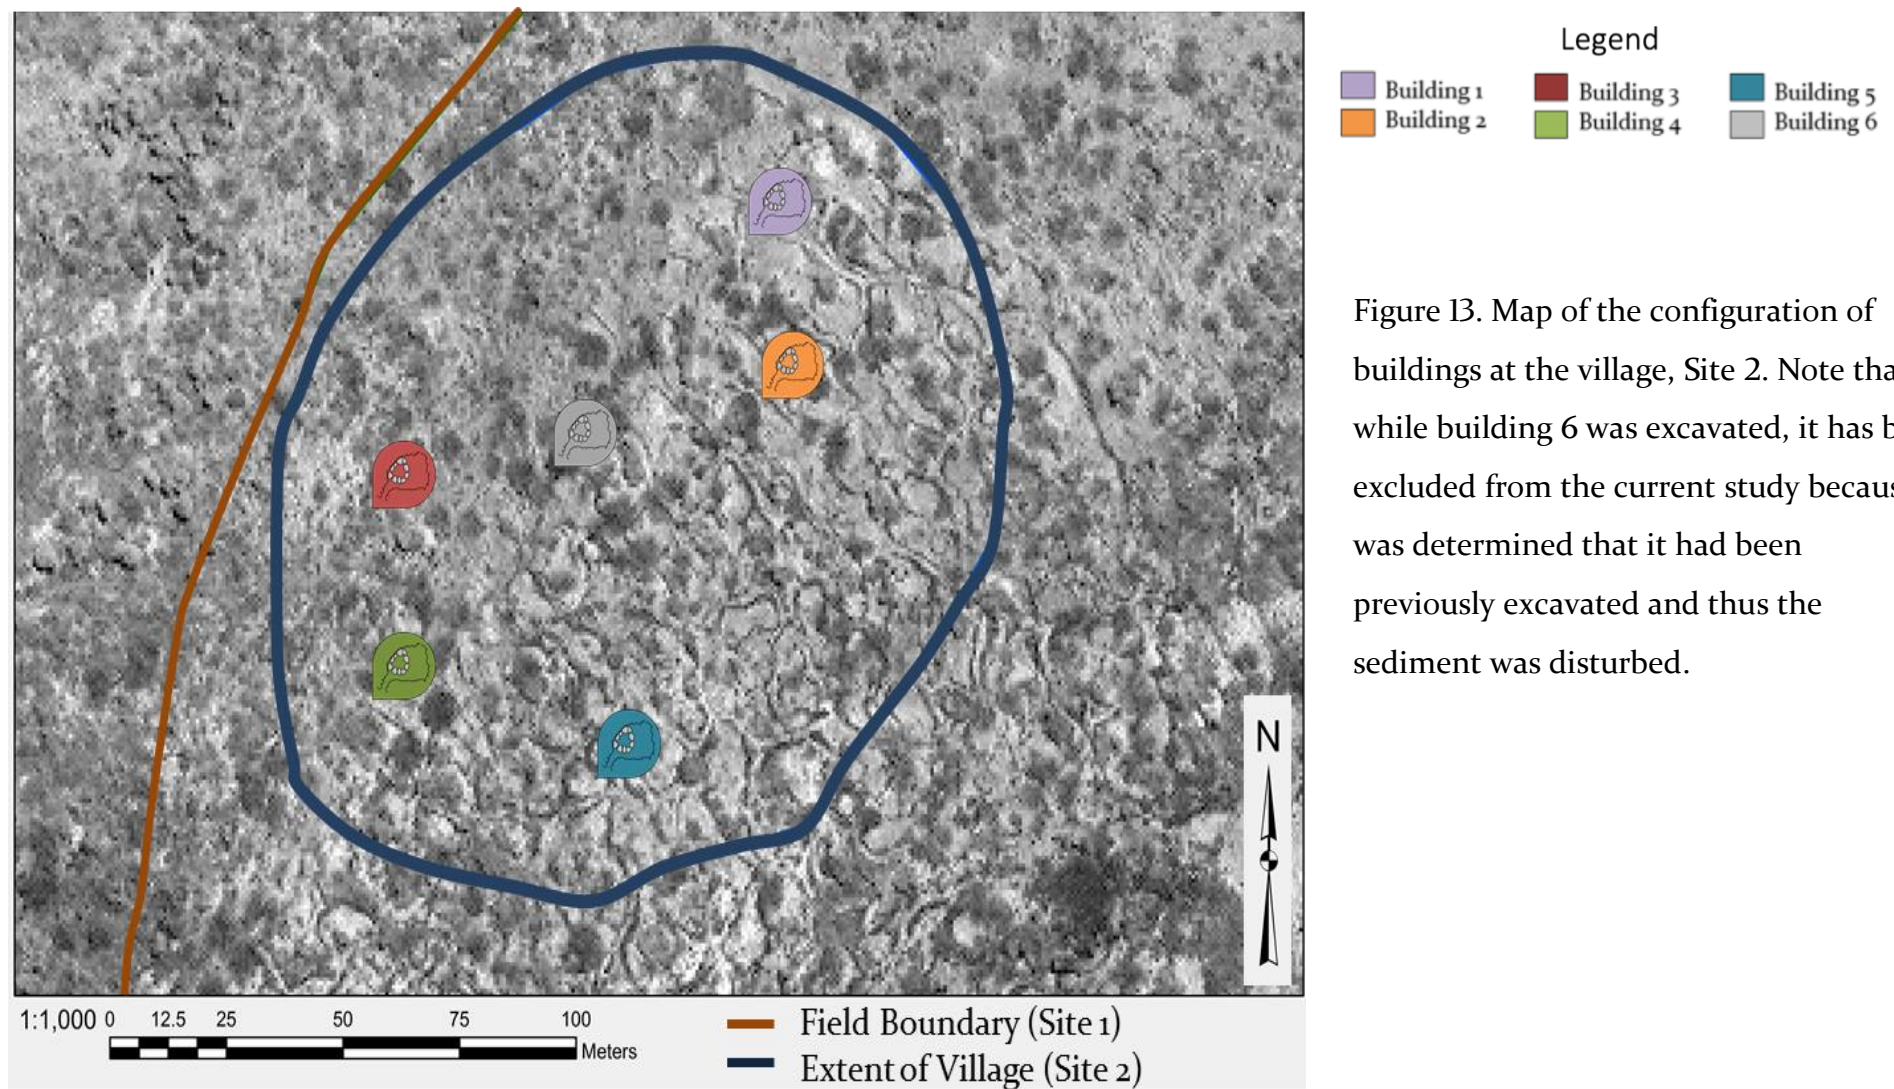 Legend
Building 1
Building 3
Building 5
Building 2
Building 4
Building 6
Figure 13. Map of the configuration of
buildings at the village, Site 2. Note tha
while building 6 was excavated, it has b
excluded from the current study becaus
was determined that it had been
previously excavated and thus the
sediment was disturbed.
N
1:1,000 0 12.5 25 50 75 100
Meters
Field Boundary (Site 1)
Extent of Village (Site 2)